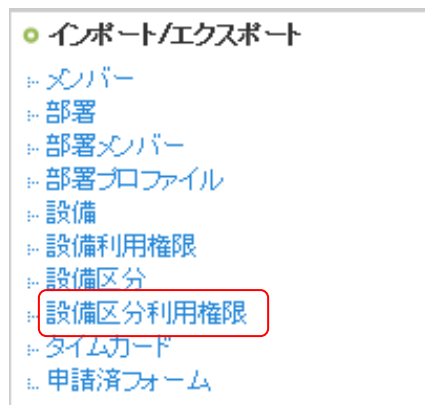 インポート/エクスポート
メンバー
部署
部署メンバー
部署プロファイル
設備
設備利用権限
設備区分
設備区分利用権限
タイムカード
申請済フォーム